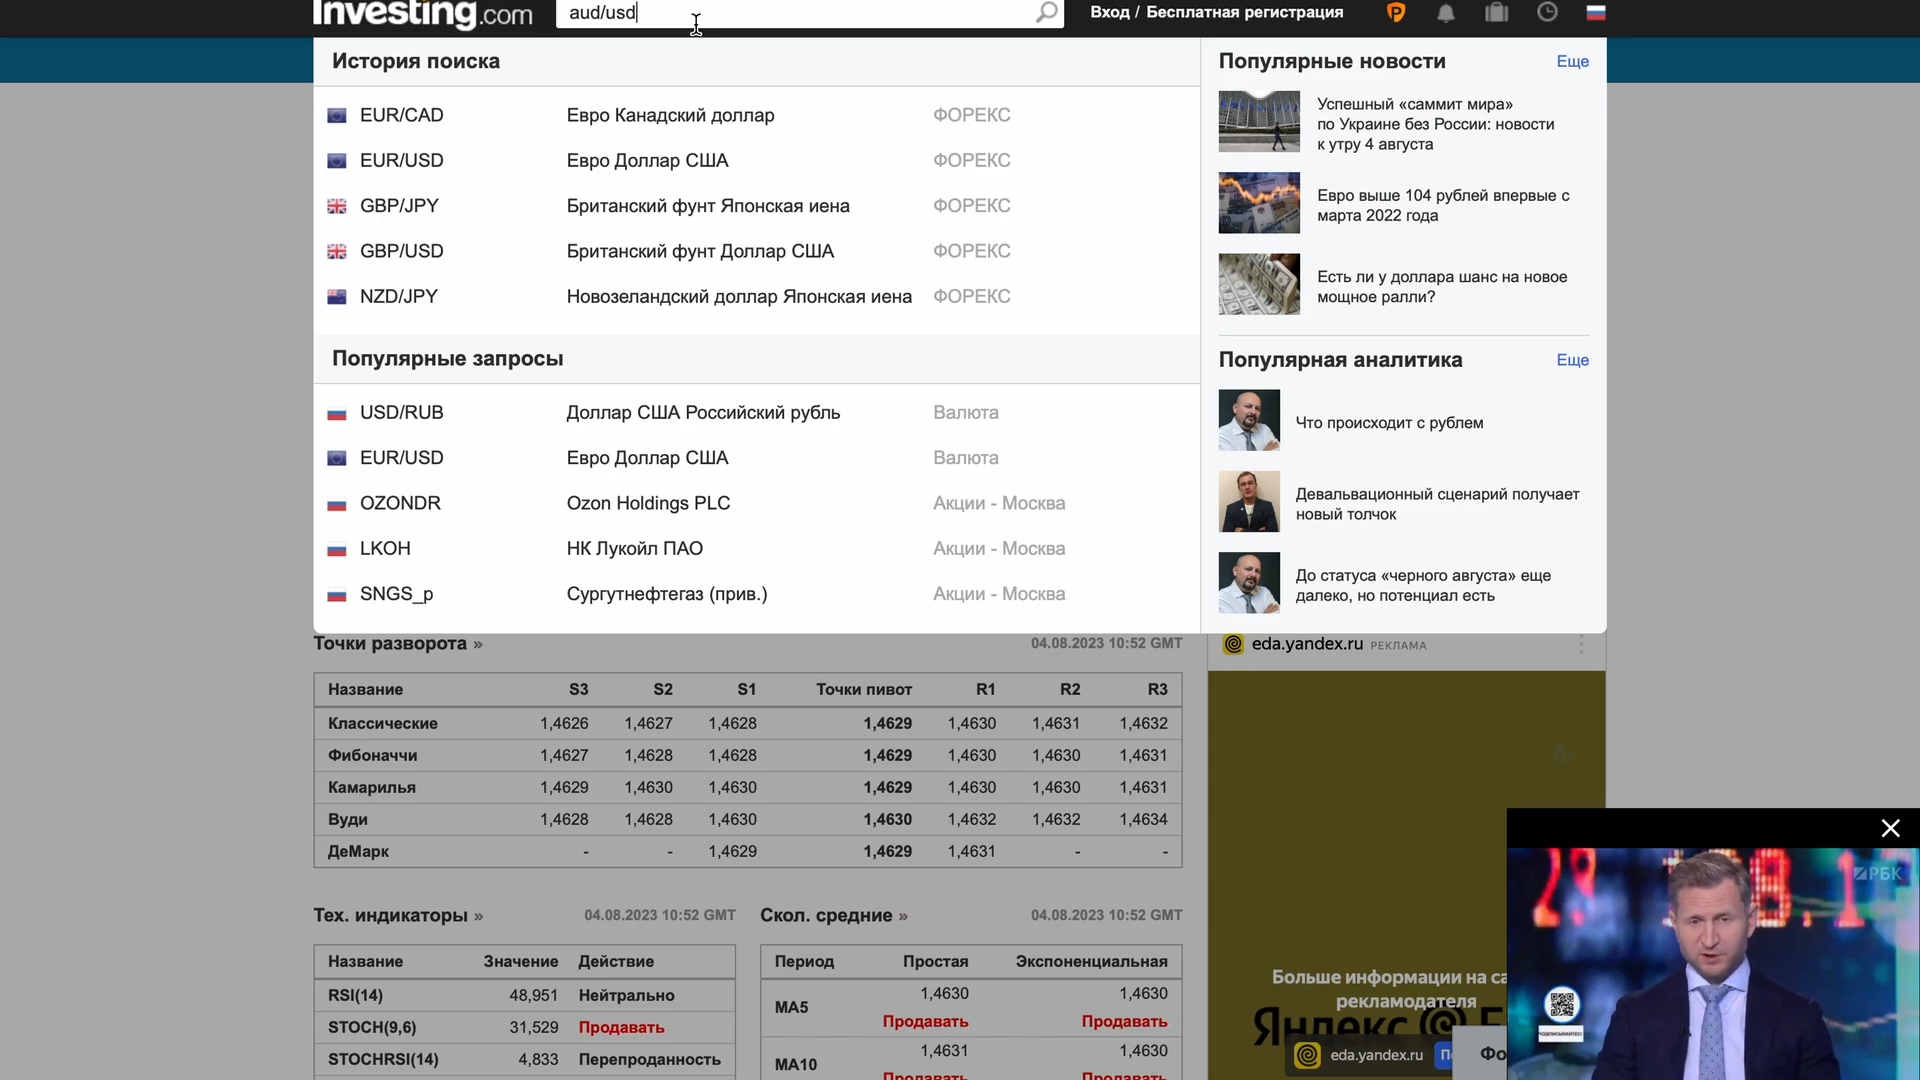 Investing.com
aud/usd
Вход / Бесплатная регистрация
История поиска
EUR/CAD Евро Канадский доллар ФОРЕКС
EUR/USD Евро Доллар США ФОРЕКС
GBP/JPY Британский фунт Японская иена ФОРЕКС
GBP/USD Британский фунт Доллар США ФОРЕКС
NZD/JPY Новозеландский доллар Японская иена ФОРЕКС
Популярные запросы
USD/RUB Доллар США Российский рубль Валюта
EUR/USD Евро Доллар США Валюта
OZONDR Ozon Holdings PLC Акции - Москва
LKOH НК Лукойл ПАО Акции - Москва
SNGS_p Сургутнефтегаз (прив.) Акции - Москва
Популярные новости Еще
Успешный «саммит мира»
по Украине без России: новости
к утру 4 августа
Евро выше 104 рублей впервые с
марта 2022 года
Есть ли у доллара шанс на новое
мощное ралли?
Популярная аналитика Еще
Что происходит с рублем
Девальвационный сценарий получает
новый толчок
До статуса «черного августа» еще
далеко, но потенциал есть
Точки разворота » 04.08.2023 10:52 GMT
Название S3 S2 S1 Точки пивот R1 R2 R3
Классические 1,4626 1,4627 1,4628 1,4629 1,4630 1,4631 1,4632
Фибоначчи 1,4627 1,4628 1,4628 1,4629 1,4630 1,4630 1,4631
Камарилья 1,4629 1,4630 1,4630 1,4629 1,4630 1,4630 1,4631
Вуди 1,4628 1,4628 1,4630 1,4630 1,4632 1,4632 1,4634
ДеМарк - - 1,4629 1,4629 1,4631 - -
Тех. индикаторы » 04.08.2023 10:52 GMT
Название Значение Действие
RSI(14) 48,951 Нейтрально
STOCH(9,6) 31,529 Продавать
STOCHRSI(14) 4,833 Перепроданность
Скол. средние » 04.08.2023 10:52 GMT
Период Простая Экспоненциальная
MA5 1,4630 1,4630
Продавать Продавать
MA10 1,4631 1,4630
Продавать Продавать
eda.yandex.ru РЕКЛАМА
0+
Больше информации на са
рекламодателя
Яндекс Е
eda.yandex.ru
Фо
РБК